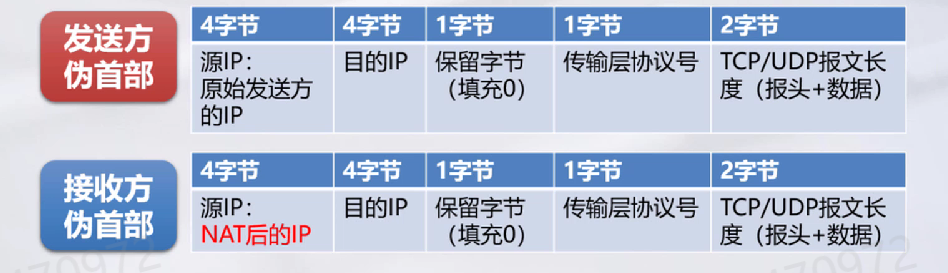 发送方
伪首部
4字节 4字节 1字节 1字节 2字节
源IP： 目的IP 保留字节 传输层协议号 TCP/UDP报文长
原始发送方 （填充0） 度（报头+数据）
的IP
接收方
伪首部
4字节 4字节 1字节 1字节 2字节
源IP： 目的IP 保留字节 传输层协议号 TCP/UDP报文长
NAT后的IP （填充0） 度（报头+数据）